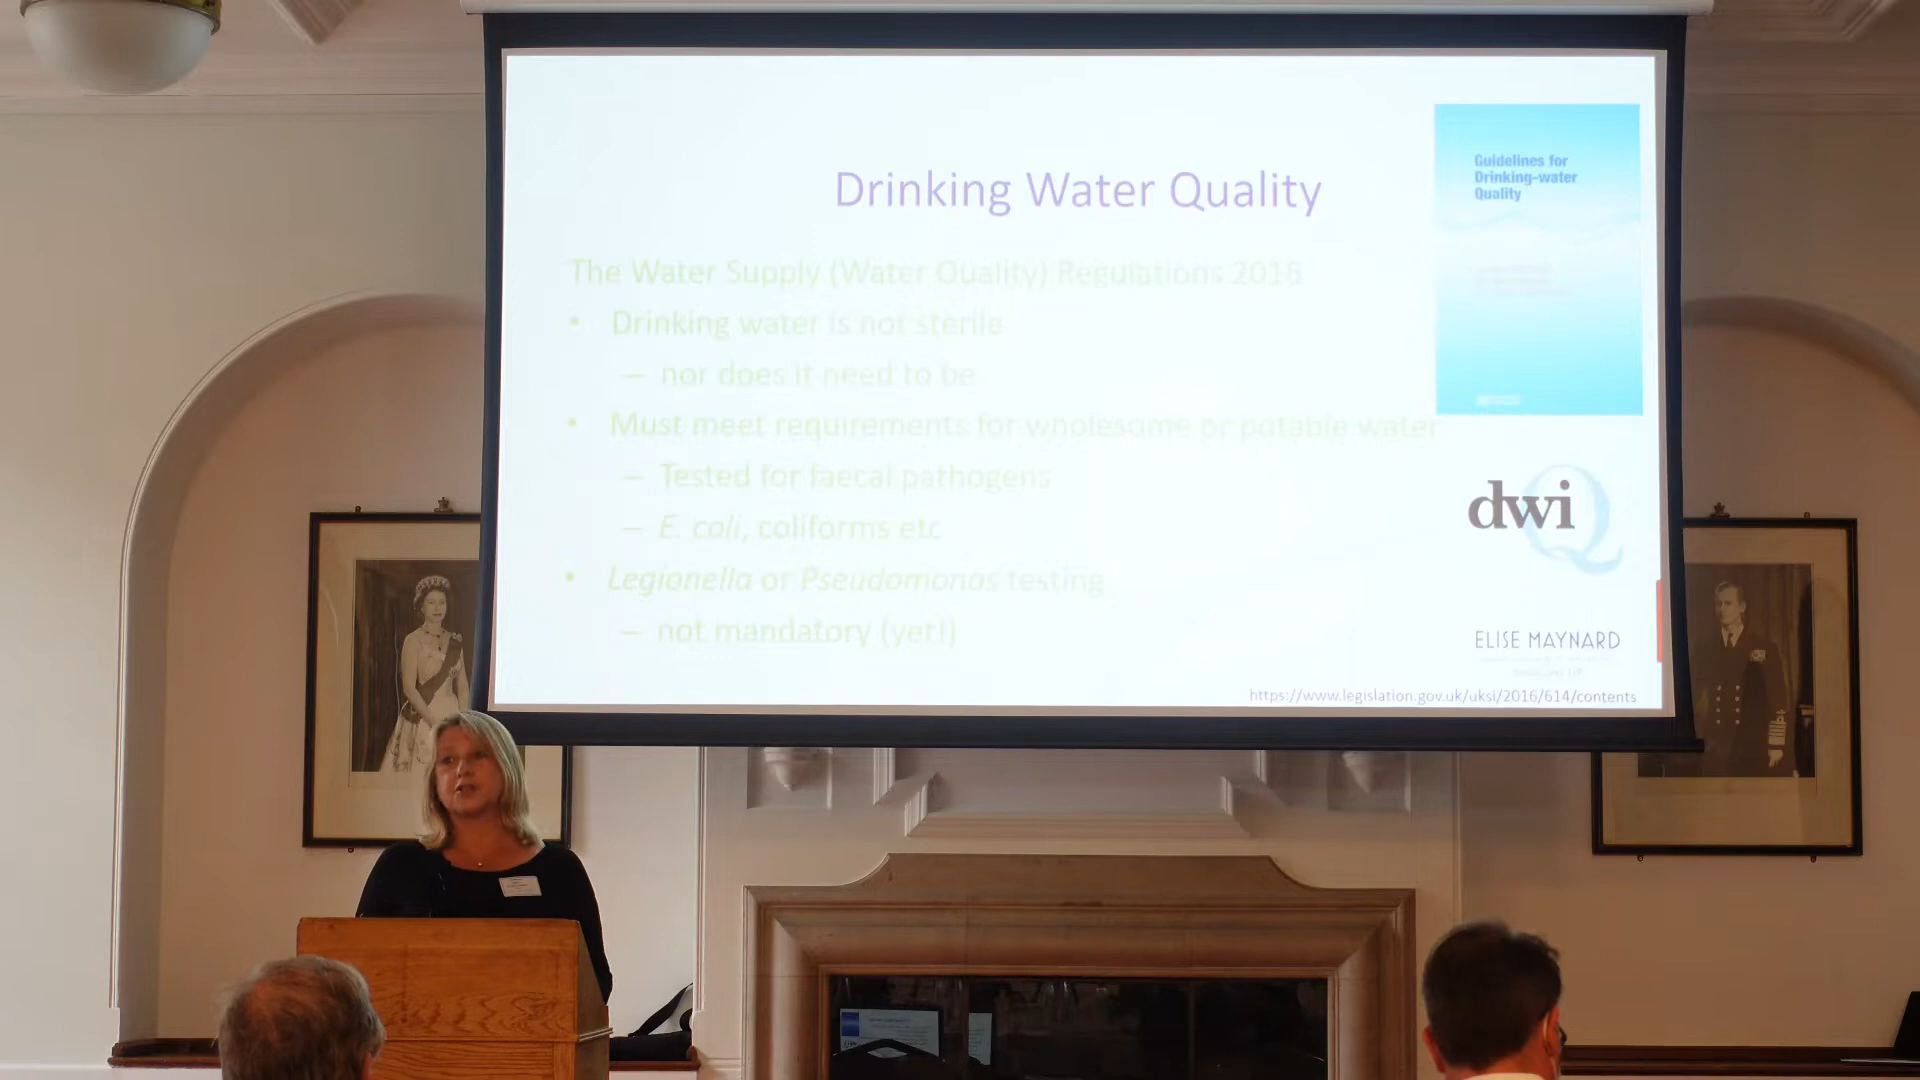 Drinking Water Quality
The Water Supply (Water Quality) Regulations 2016
• Drinking water is not sterile
– nor does it need to be
• Must meet requirements for wholesome or potable water
– Tested for faecal pathogens
– E. coli, coliforms etc
• Legionella or Pseudomonas testing
– not mandatory (yet!)
Guidelines for
Drinking-water
Quality
dwi
ELISE MAYNARD
https://www.legislation.gov.uk/uksi/2016/614/contents